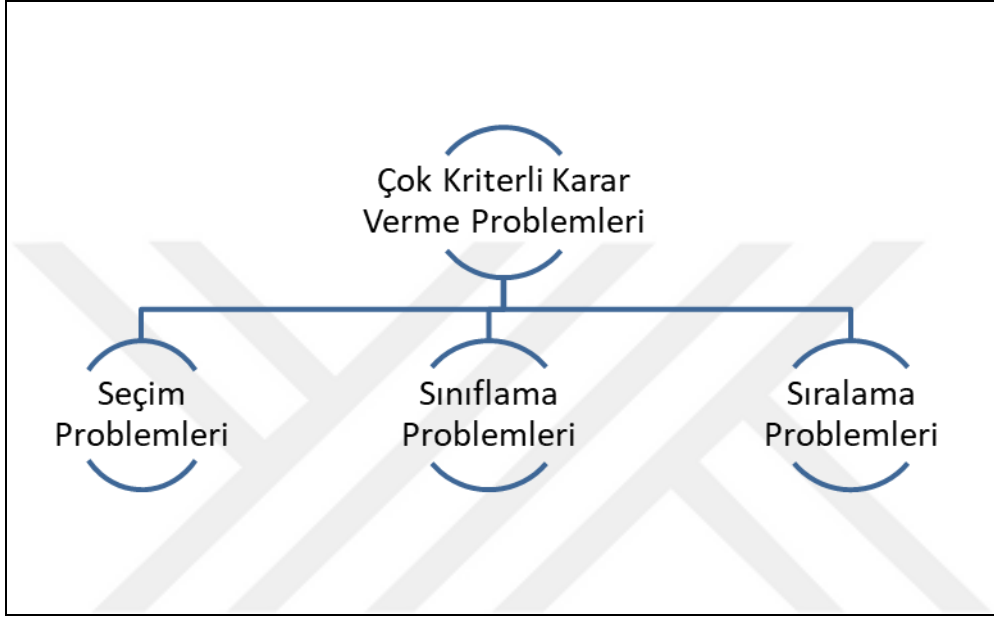 Çok Kriterli Karar
Verme Problemleri
Seçim
Problemleri
Sınıflama
Problemleri
Sıralama
Problemleri